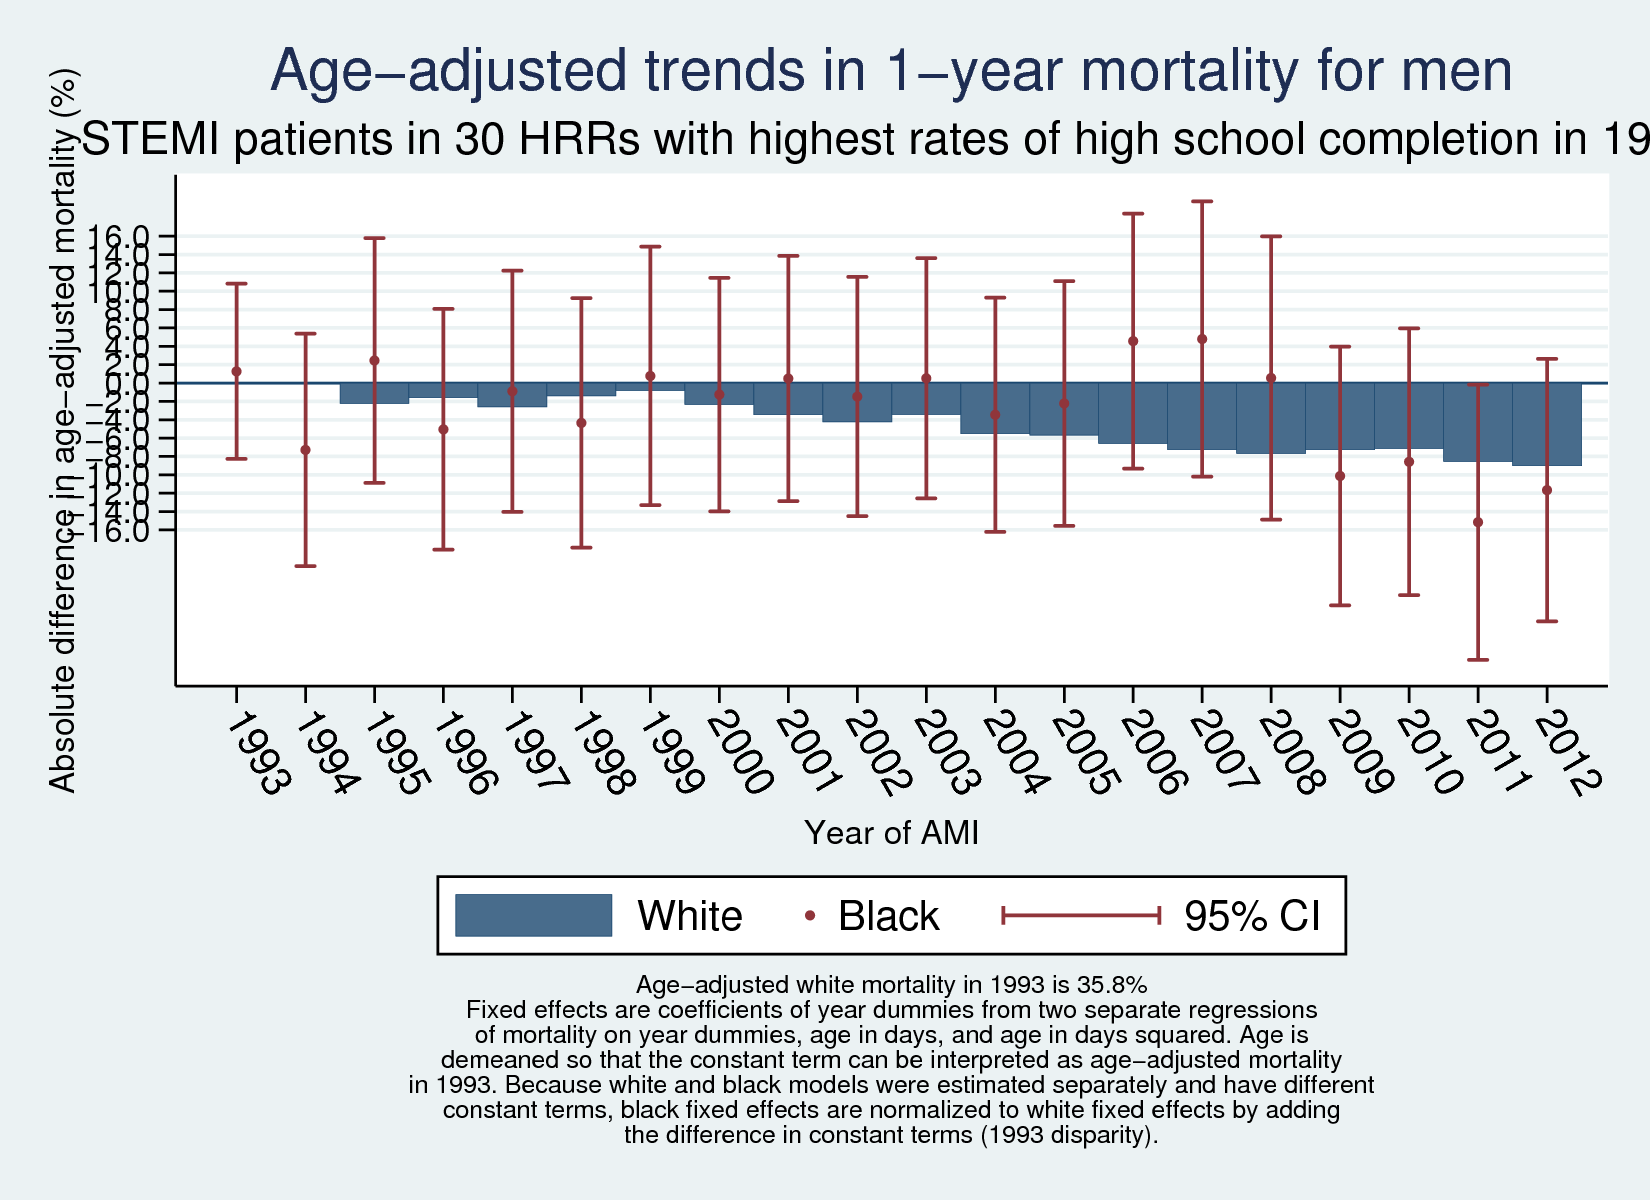 Age−adjusted trends in 1−year mortality for men
STEMI patients in 30 HRRs with highest rates of high school completion in 19
Absolute difference in age−adjusted mortality (%)
16.0
14.0
12.0
10.0
8.0
6.0
4.0
2.0
0.0
−2.0
−4.0
−6.0
−8.0
−10.0
−12.0
−14.0
−16.0
1993 1994 1995 1996 1997 1998 1999 2000 2001 2002 2003 2004 2005 2006 2007 2008 2009 2010 2011 2012
Year of AMI
White Black 95% CI
Age−adjusted white mortality in 1993 is 35.8%
Fixed effects are coefficients of year dummies from two separate regressions
of mortality on year dummies, age in days, and age in days squared. Age is
demeaned so that the constant term can be interpreted as age−adjusted mortality
in 1993. Because white and black models were estimated separately and have different
constant terms, black fixed effects are normalized to white fixed effects by adding
the difference in constant terms (1993 disparity).